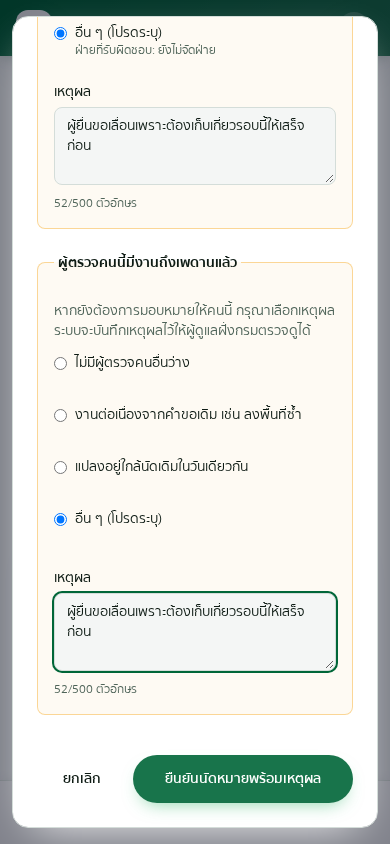 อื่น ๆ (โปรดระบุ)
ฝ่ายที่รับผิดชอบ: ยังไม่จัดฝ่าย
เหตุผล
ผู้ยื่นขอเลื่อนเพราะต้องเก็บเกี่ยวรอบนี้ให้เสร็จ
ก่อน
52/500 ตัวอักษร
ผู้ตรวจคนนี้มีงานถึงเพดานแล้ว
หากยังต้องการมอบหมายให้คนนี้ กรุณาเลือกเหตุผล
ระบบจะบันทึกเหตุผลไว้ให้ผู้ดูแลฝั่งกรมตรวจดูได้
ไม่มีผู้ตรวจคนอื่นว่าง
งานต่อเนื่องจากคำขอเดิม เช่น ลงพื้นที่ซ้ำ
แปลงอยู่ใกล้นัดเดิมในวันเดียวกัน
อื่น ๆ (โปรดระบุ)
เหตุผล
ผู้ยื่นขอเลื่อนเพราะต้องเก็บเกี่ยวรอบนี้ให้เสร็จ
ก่อน
52/500 ตัวอักษร
ยกเลิก
ยืนยันนัดหมายพร้อมเหตุผล